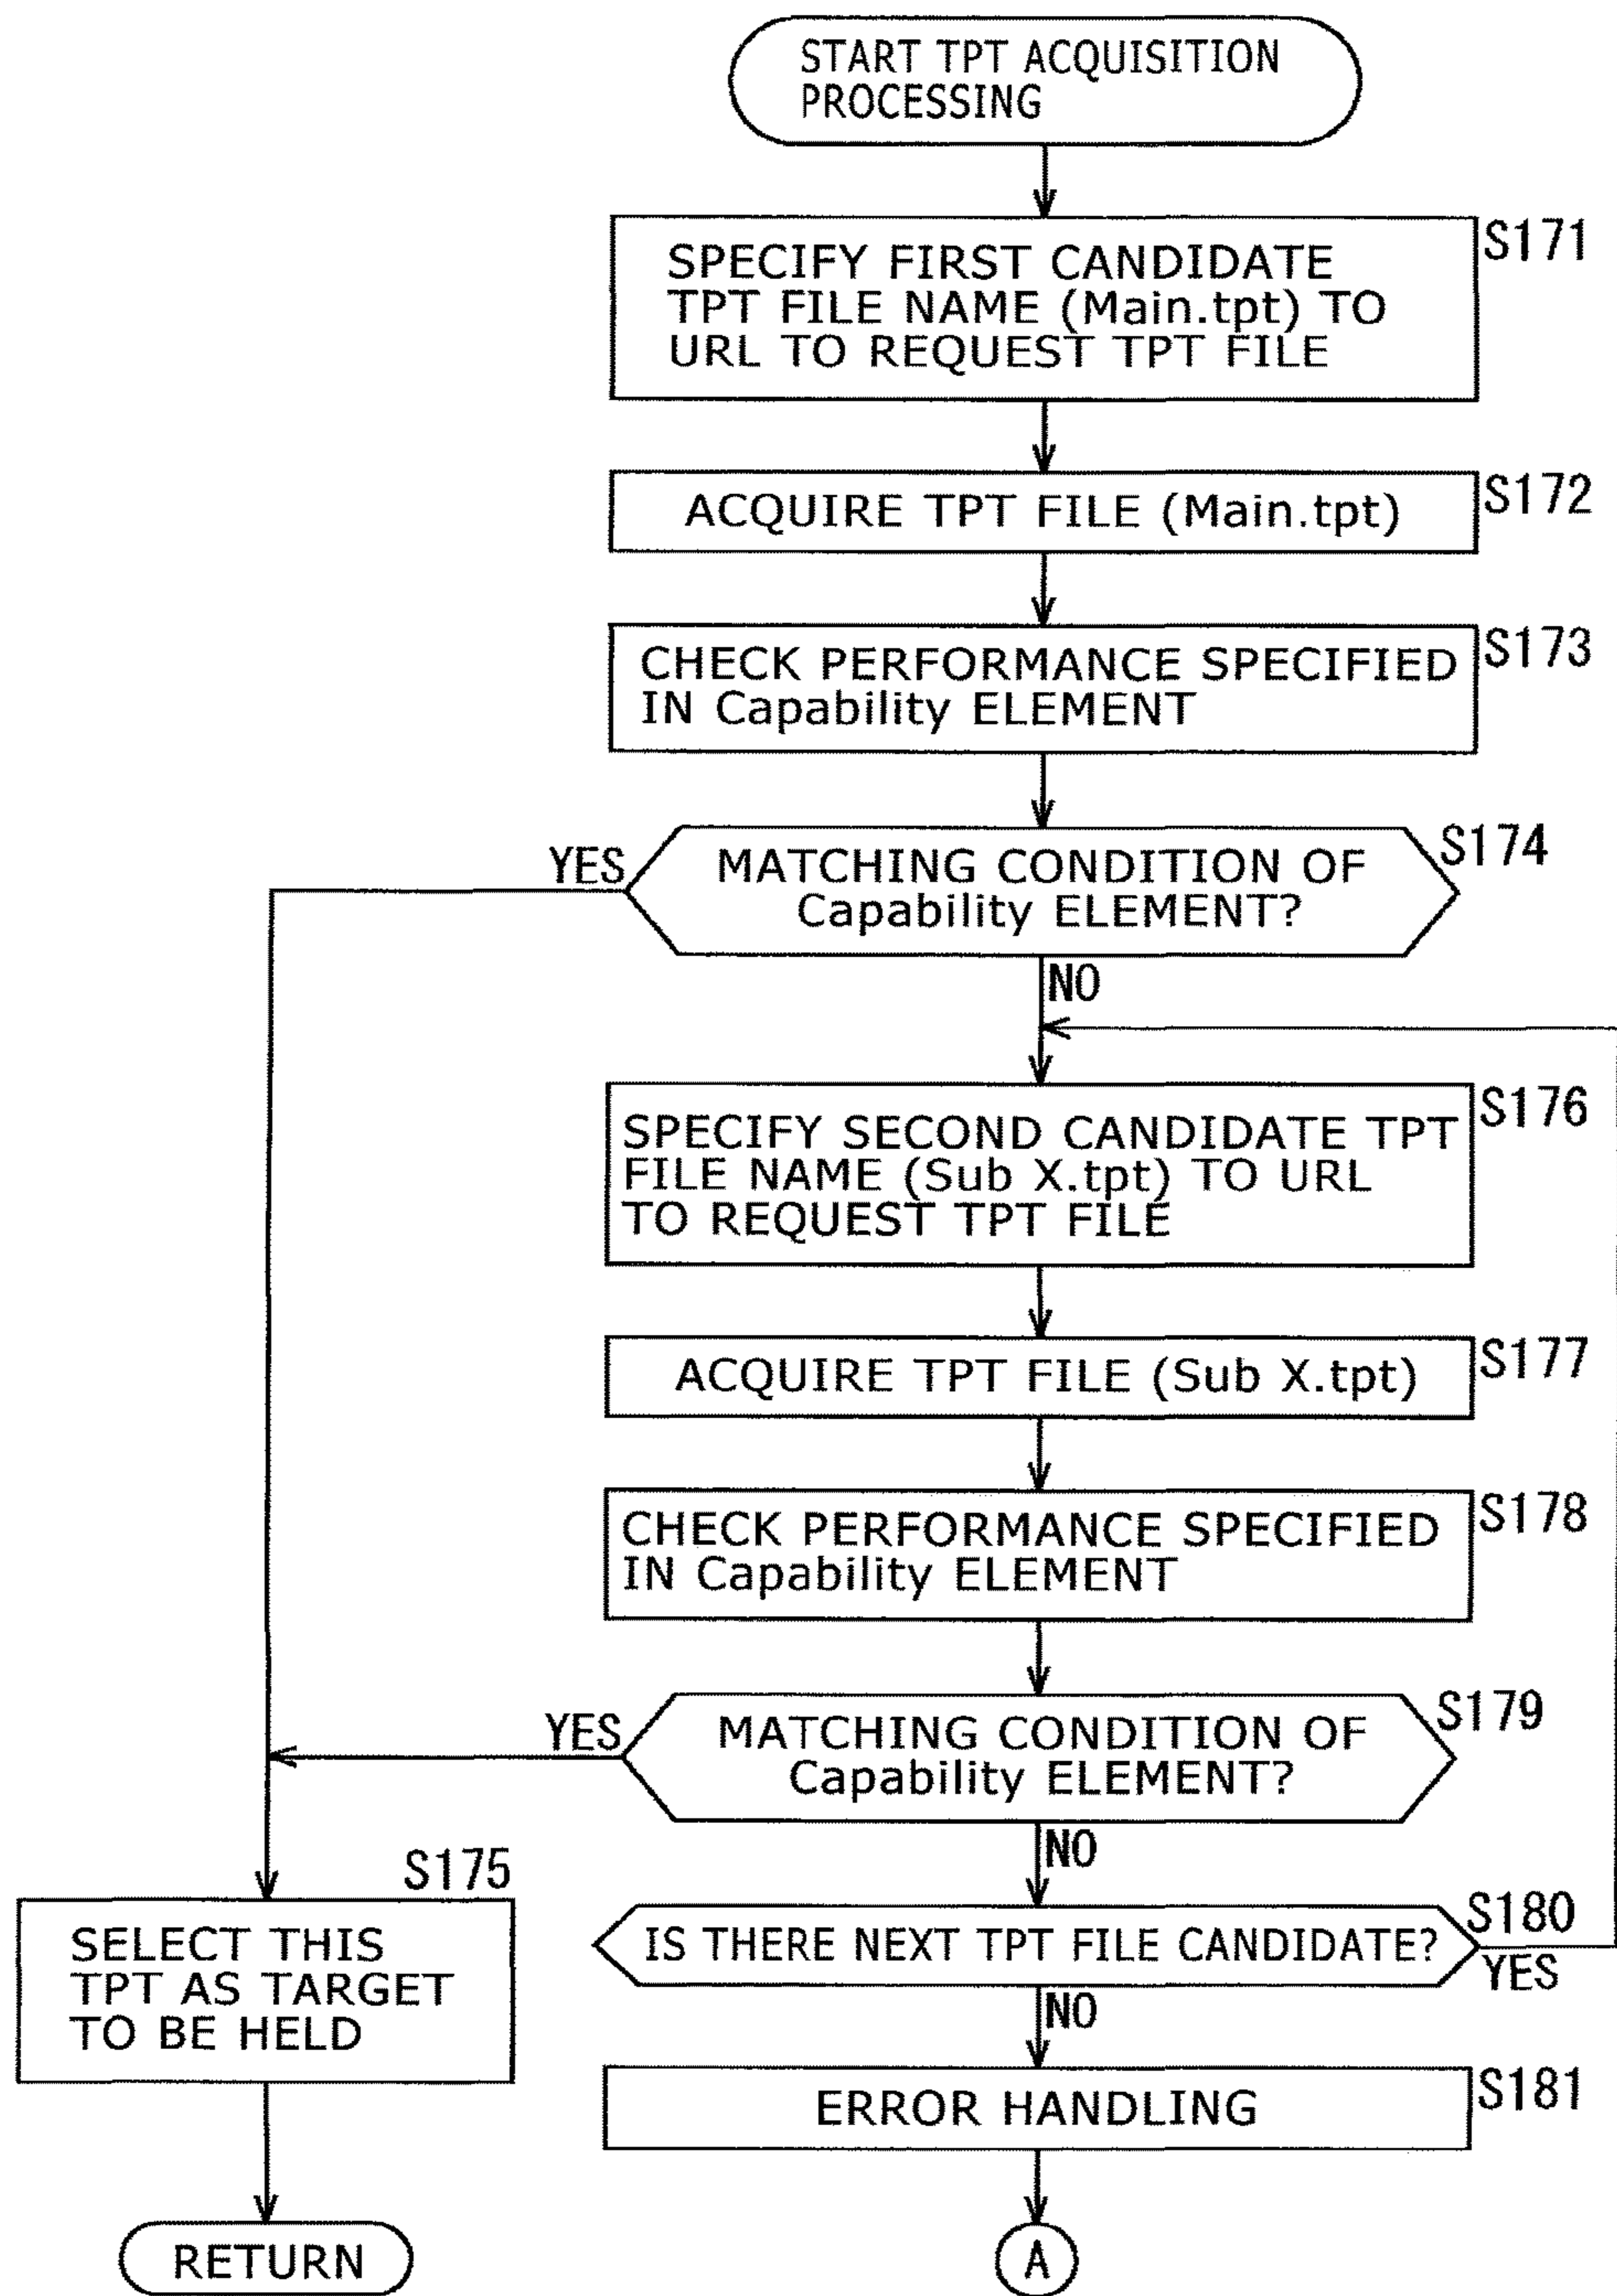 START TPT ACQUISITION
PROCESSING
S171
SPECIFY FIRST CANDIDATE
TPT FILE NAME (Main.tpt) TO
URL TO REQUEST TPT FILE
S172
ACQUIRE TPT FILE (Main.tpt)
S173
CHECK PERFORMANCE SPECIFIED
IN Capability ELEMENT
S174
YES
MATCHING CONDITION OF
Capability ELEMENT?
NO
S176
SPECIFY SECOND CANDIDATE TPT
FILE NAME (Sub X.tpt) TO URL
TO REQUEST TPT FILE
S177
ACQUIRE TPT FILE (Sub X.tpt)
S178
CHECK PERFORMANCE SPECIFIED
IN Capability ELEMENT
S179
YES
MATCHING CONDITION OF
Capability ELEMENT?
NO
S175
SELECT THIS
TPT AS TARGET
TO BE HELD
S180
IS THERE NEXT TPT FILE CANDIDATE?
YES
NO
S181
ERROR HANDLING
RETURN
A